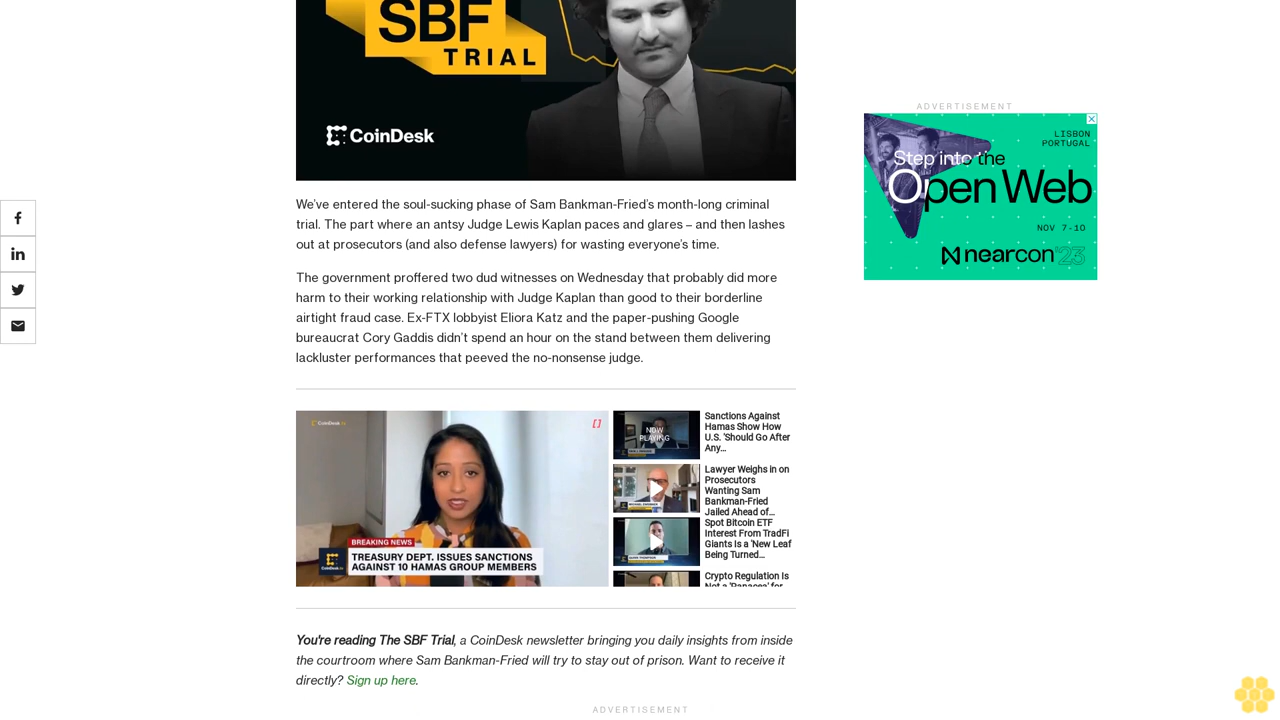 SBF
TRIAL
CoinDesk
ADVERTISEMENT
LISBON
PORTUGAL
Step into the
Open Web
NOV 7-10
nearcon'23
We've entered the soul-sucking phase of Sam Bankman-Fried's month-long criminal
trial. The part where an antsy Judge Lewis Kaplan paces and glares – and then lashes
out at prosecutors (and also defense lawyers) for wasting everyone's time.
The government proffered two dud witnesses on Wednesday that probably did more
harm to their working relationship with Judge Kaplan than good to their borderline
airtight fraud case. Ex-FTX lobbyist Eliora Katz and the paper-pushing Google
bureaucrat Cory Gaddis didn't spend an hour on the stand between them delivering
lackluster performances that peeved the no-nonsense judge.
CoinDesk
[]
BREAKING NEWS
CoinDesk
TREASURY DEPT. ISSUES SANCTIONS
AGAINST 10 HAMAS GROUP MEMBERS
NOW
PLAYING
Sanctions Against
Hamas Show How
U.S. 'Should Go After
Any...
Lawyer Weighs in on
Prosecutors
Wanting Sam
Bankman-Fried
Jailed Ahead of...
Spot Bitcoin ETF
Interest From TradFi
Giants Is a 'New Leaf
Being Turned...
Crypto Regulation Is
Not a 'Panacea' for
You're reading The SBF Trial, a CoinDesk newsletter bringing you daily insights from inside
the courtroom where Sam Bankman-Fried will try to stay out of prison. Want to receive it
directly? Sign up here.
ADVERTISEMENT